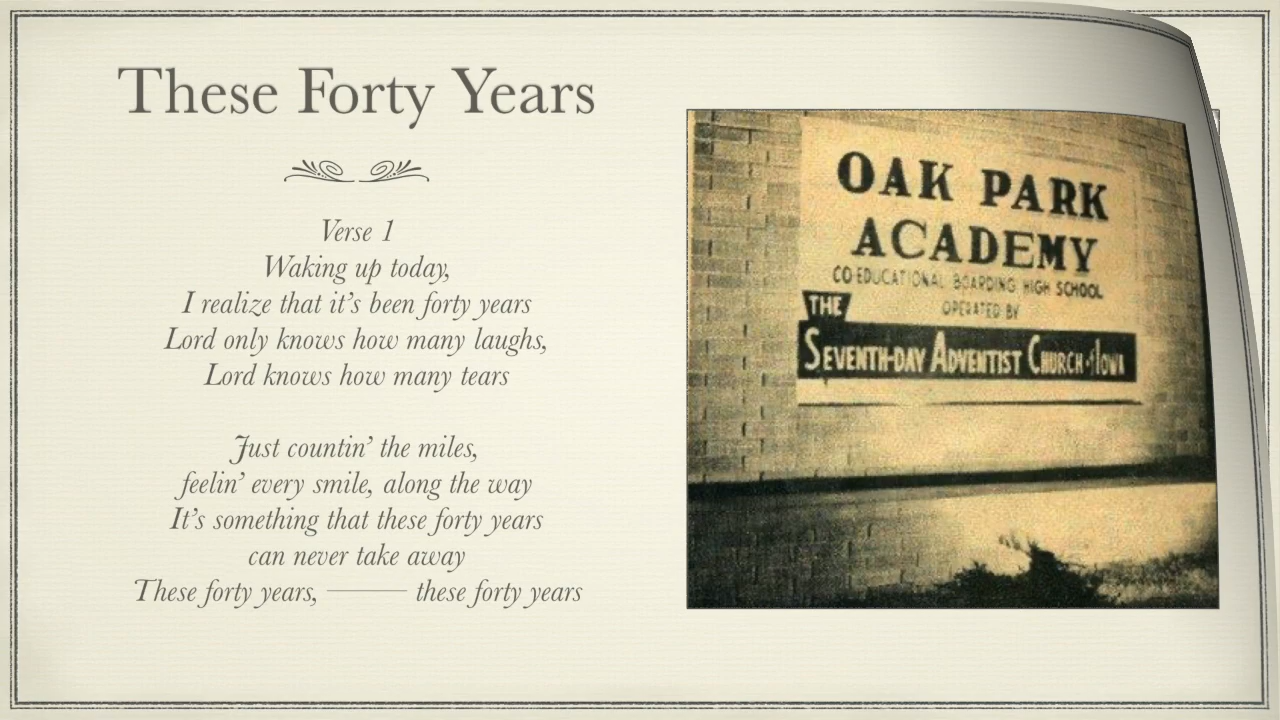 These Forty Years
Verse 1
Waking up today,
I realize that it’s been forty years
Lord only knows how many laughs,
Lord knows how many tears
Just countin’ the miles,
feelin’ every smile, along the way
It’s something that these forty years
can never take away
These forty years, ——— these forty years
OAK PARK
ACADEMY
CO-EDUCATIONAL BOARDING HIGH SCHOOL
OPERATED BY
THE
SEVENTH-DAY ADVENTIST CHURCH of IOWA